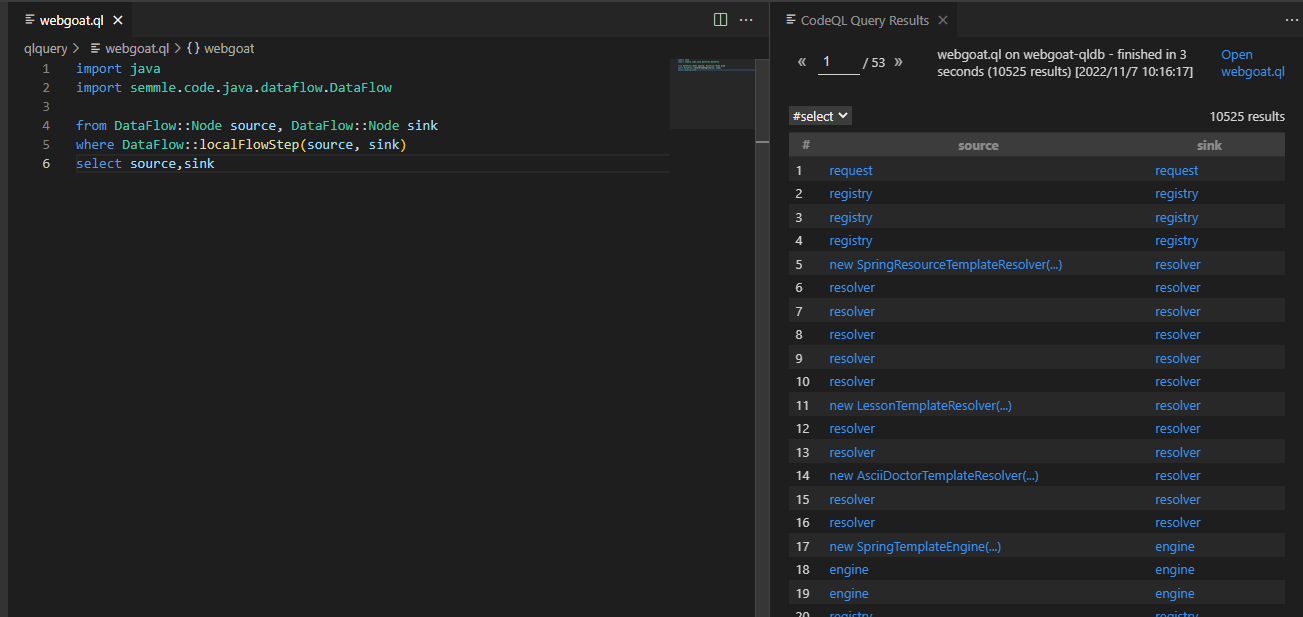 webgoat.ql
qlquery > webgoat.ql > {} webgoat
1 import java
2 import semmle.code.java.dataflow.DataFlow
3
4 from DataFlow::Node source, DataFlow::Node sink
5 where DataFlow::localFlowStep(source, sink)
6 select source,sink
CodeQL Query Results
« 1 / 53 »
webgoat.ql on webgoat-qldb - finished in 3
seconds (10525 results) [2022/11/7 10:16:17]
Open
webgoat.ql
#select
10525 results
# source sink
1 request request
2 registry registry
3 registry registry
4 registry registry
5 new SpringResourceTemplateResolver(...) resolver
6 resolver resolver
7 resolver resolver
8 resolver resolver
9 resolver resolver
10 resolver resolver
11 new LessonTemplateResolver(...) resolver
12 resolver resolver
13 resolver resolver
14 new AsciiDoctorTemplateResolver(...) resolver
15 resolver resolver
16 resolver resolver
17 new SpringTemplateEngine(...) engine
18 engine engine
19 engine engine
20 registry registry